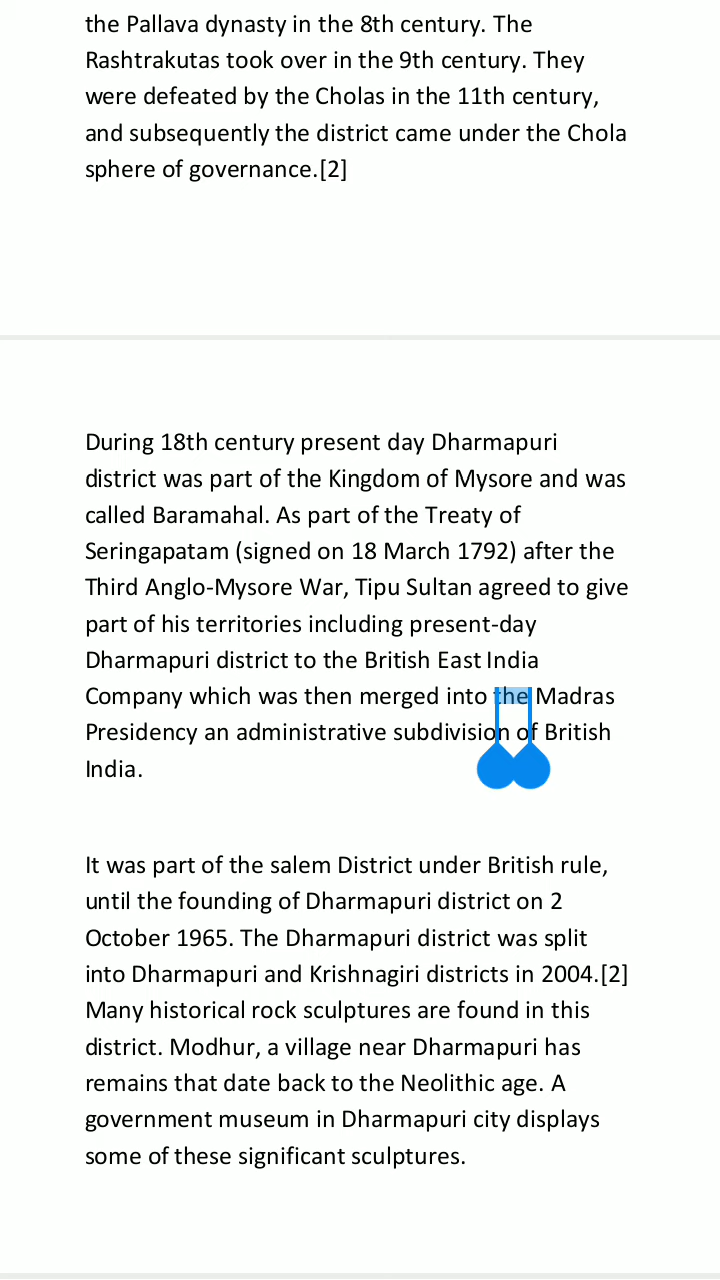 the Pallava dynasty in the 8th century. The
Rashtrakutas took over in the 9th century. They
were defeated by the Cholas in the 11th century,
and subsequently the district came under the Chola
sphere of governance.[2]
During 18th century present day Dharmapuri
district was part of the Kingdom of Mysore and was
called Baramahal. As part of the Treaty of
Seringapatam (signed on 18 March 1792) after the
Third Anglo-Mysore War, Tipu Sultan agreed to give
part of his territories including present-day
Dharmapuri district to the British East India
Company which was then merged into the Madras
Presidency an administrative subdivision of British
India.
It was part of the salem District under British rule,
until the founding of Dharmapuri district on 2
October 1965. The Dharmapuri district was split
into Dharmapuri and Krishnagiri districts in 2004.[2]
Many historical rock sculptures are found in this
district. Modhur, a village near Dharmapuri has
remains that date back to the Neolithic age. A
government museum in Dharmapuri city displays
some of these significant sculptures.